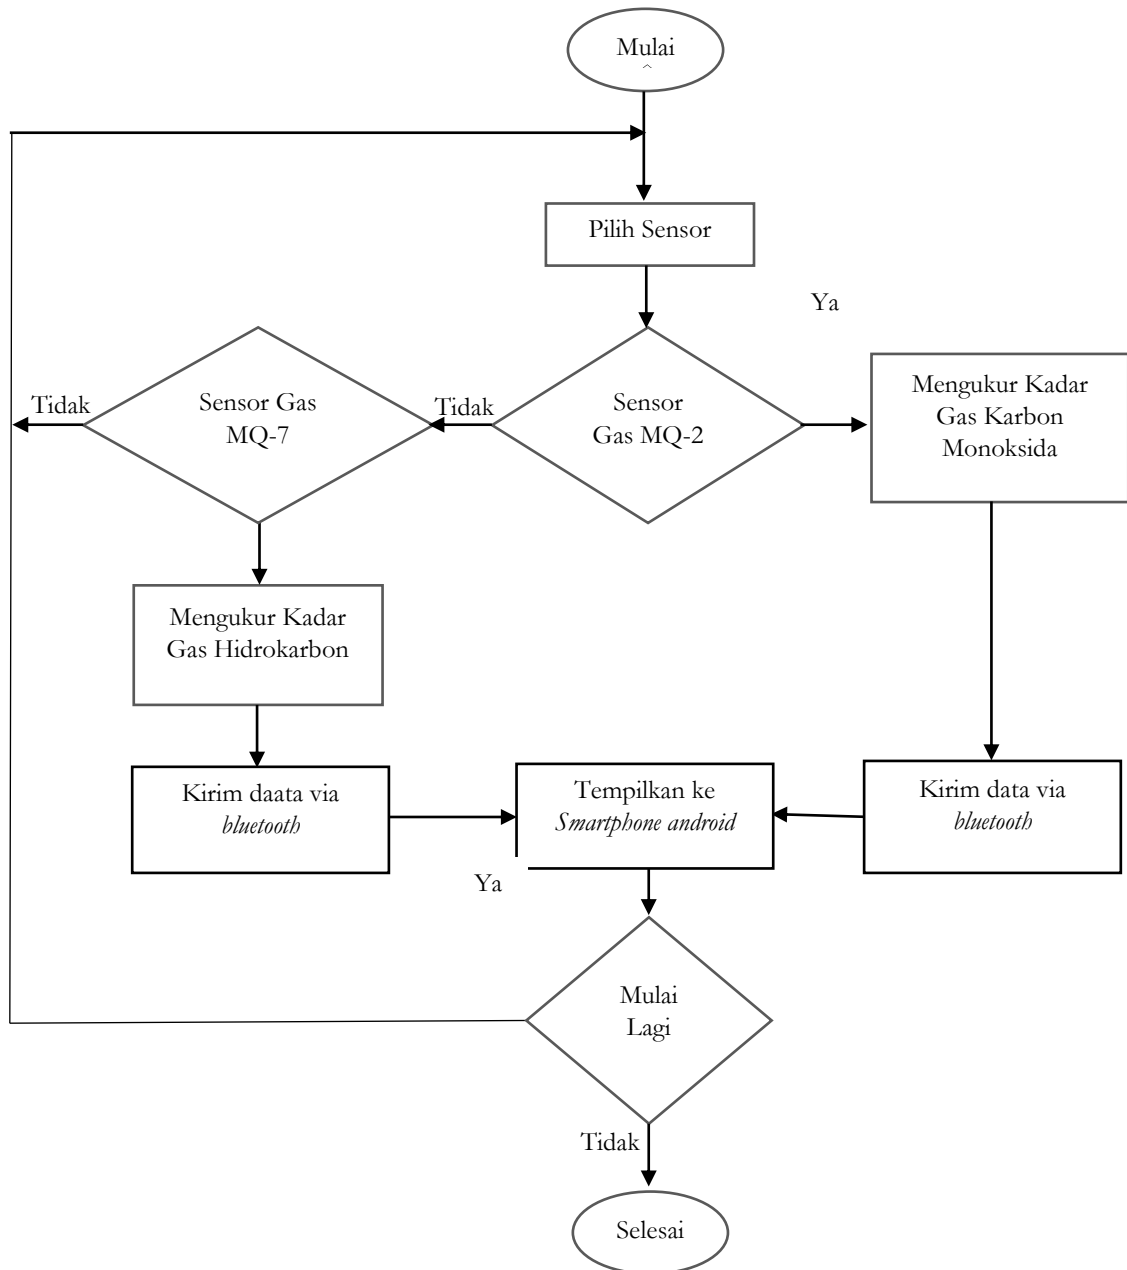 Mulai
Pilih Sensor
Ya
Tidak
Sensor Gas
MQ-7
Tidak
Sensor
Gas MQ-2
Mengukur Kadar
Gas Karbon
Monoksida
Mengukur Kadar
Gas Hidrokarbon
Kirim daata via
bluetooth
Tempilkan ke
Smartphone android
Kirim data via
bluetooth
Ya
Mulai
Lagi
Tidak
Selesai